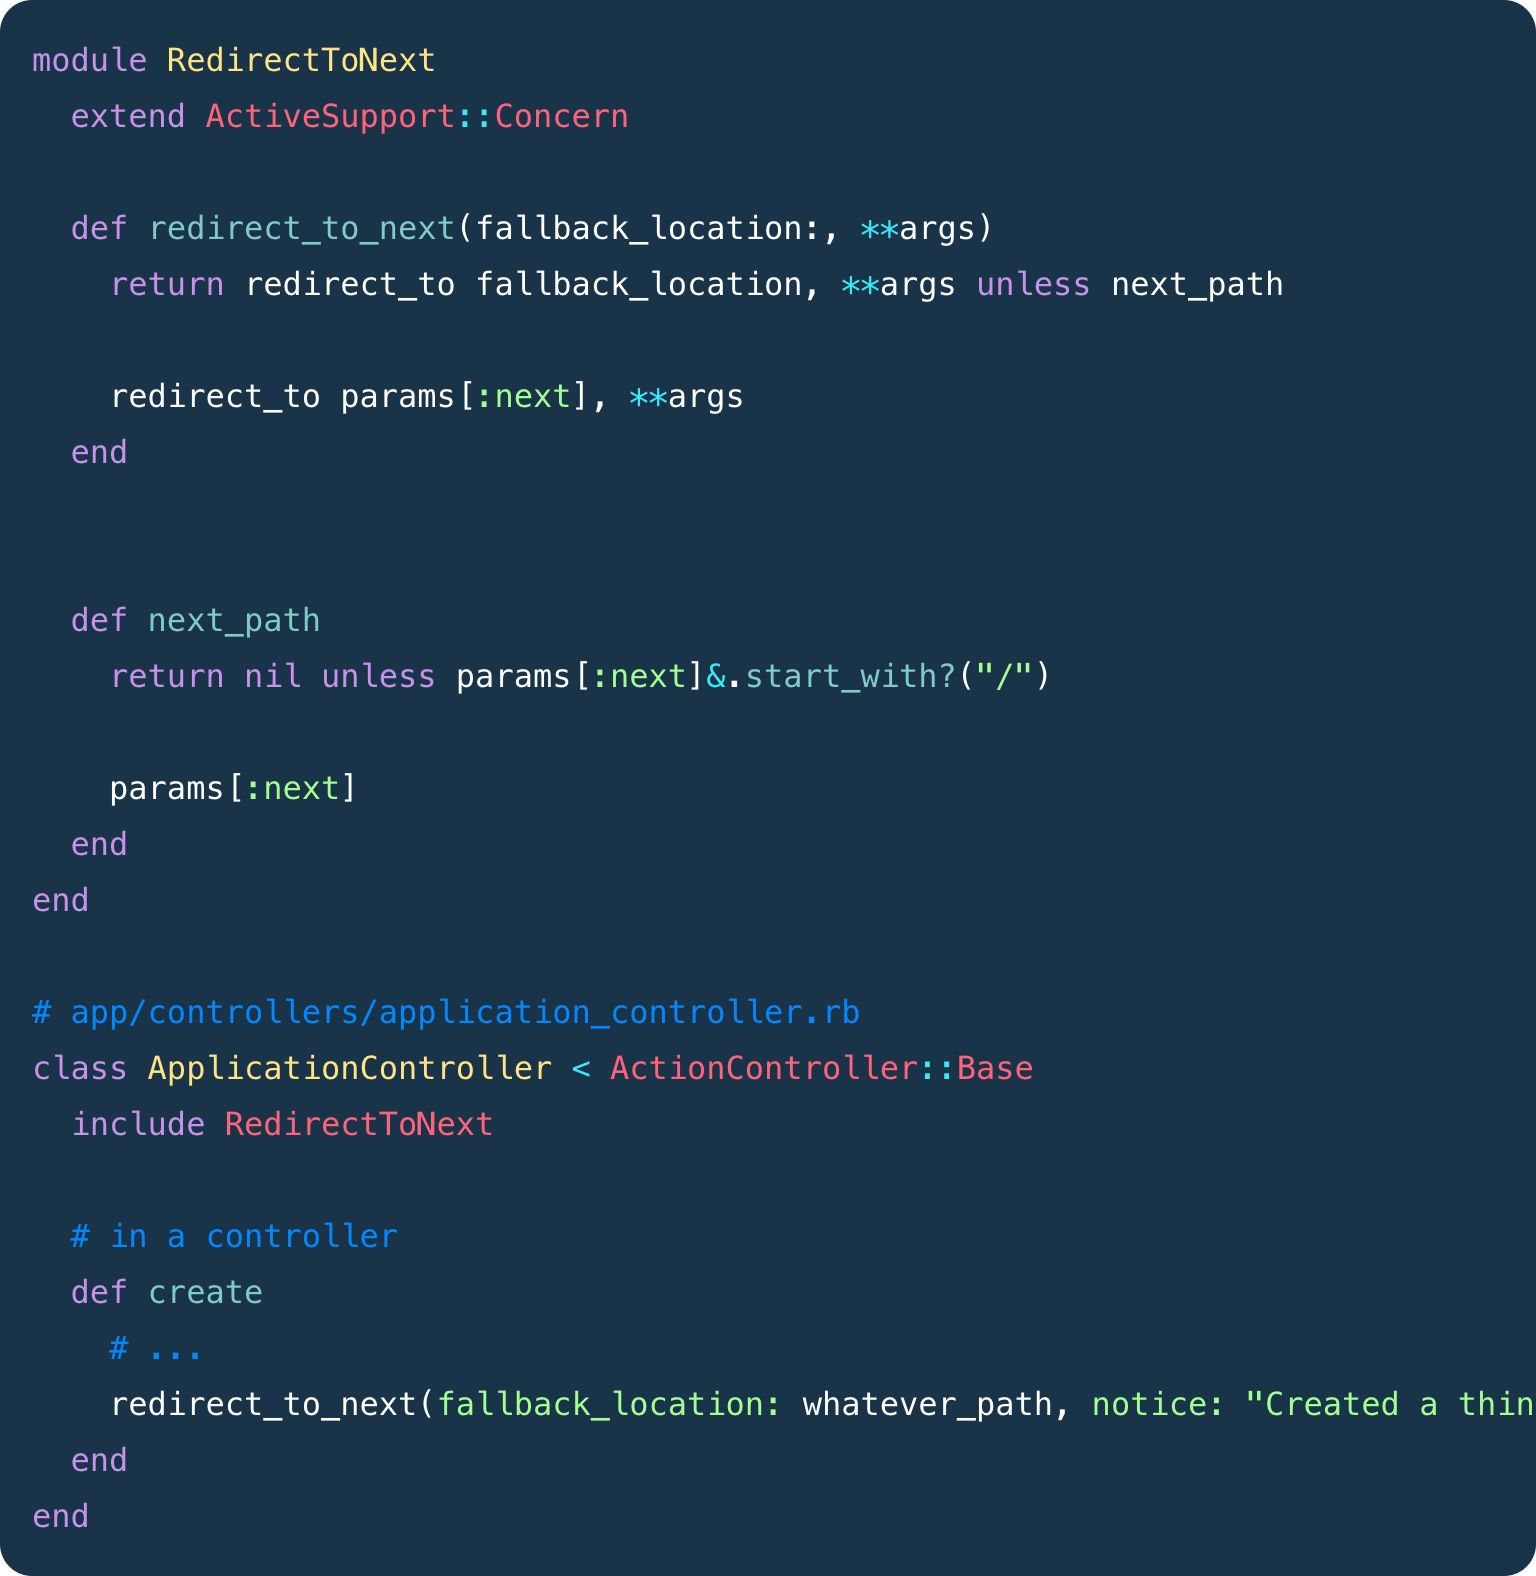 module RedirectToNext
  extend ActiveSupport::Concern

  def redirect_to_next(fallback_location:, **args)
    return redirect_to fallback_location, **args unless next_path

    redirect_to params[:next], **args
  end


  def next_path
    return nil unless params[:next]&.start_with?("/")

    params[:next]
  end
end

# app/controllers/application_controller.rb
class ApplicationController < ActionController::Base
  include RedirectToNext

  # in a controller
  def create
    # ...
    redirect_to_next(fallback_location: whatever_path, notice: "Created a thin
  end
end